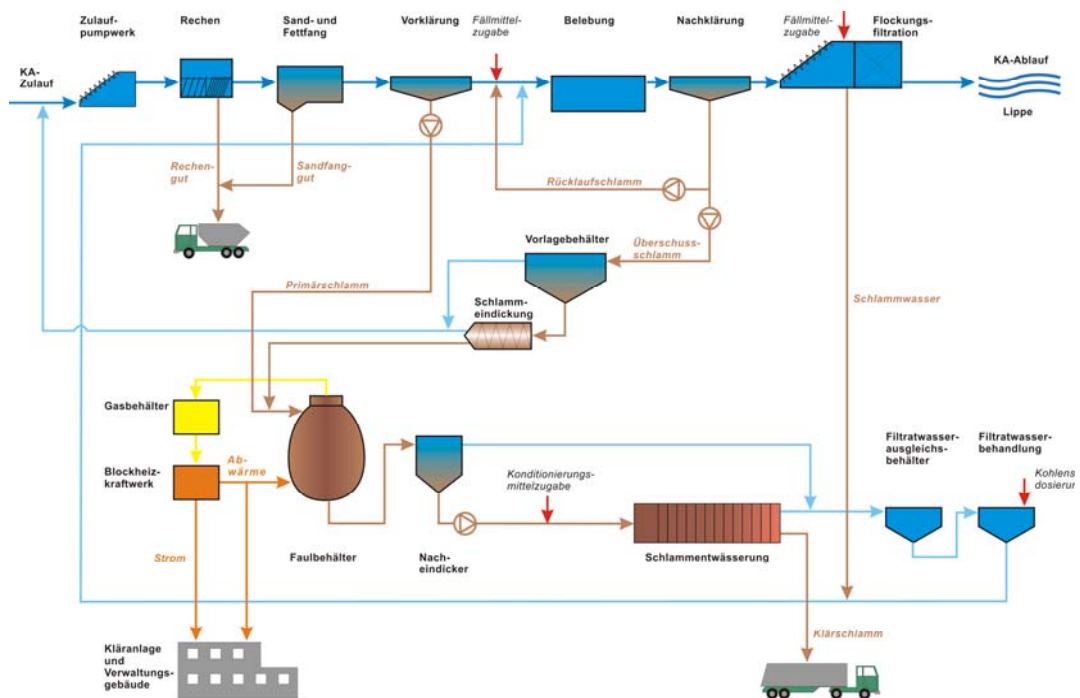 Zulauf-
pumpwerk
Rechen
Sand- und
Fettfang
Vorklärung
Fällmittel-
zugabe
Belebung
Nachklärung
Fällmittel-
zugabe
Flockungs-
filtration
KA-
Zulauf
KA-Ablauf
Lippe
Rechen-
gut
Sandfang-
gut
Rücklaufschlamm
Vorlagebehälter
Überschuss-
schlamm
Primärschlamm
Schlamm-
eindickung
Schlammwasser
Gasbehälter
Blockheiz-
kraftwerk
Ab-
wärme
Konditionierungs-
mittelzugabe
Filtratwasser-
ausgleichs-
behälter
Filtratwasser-
behandlung
Kohlens
dosierun
Strom
Faulbehälter
Nach-
eindicker
Schlammentwässerung
Klärschlamm
Kläranlage
und
Verwaltungs-
gebäude